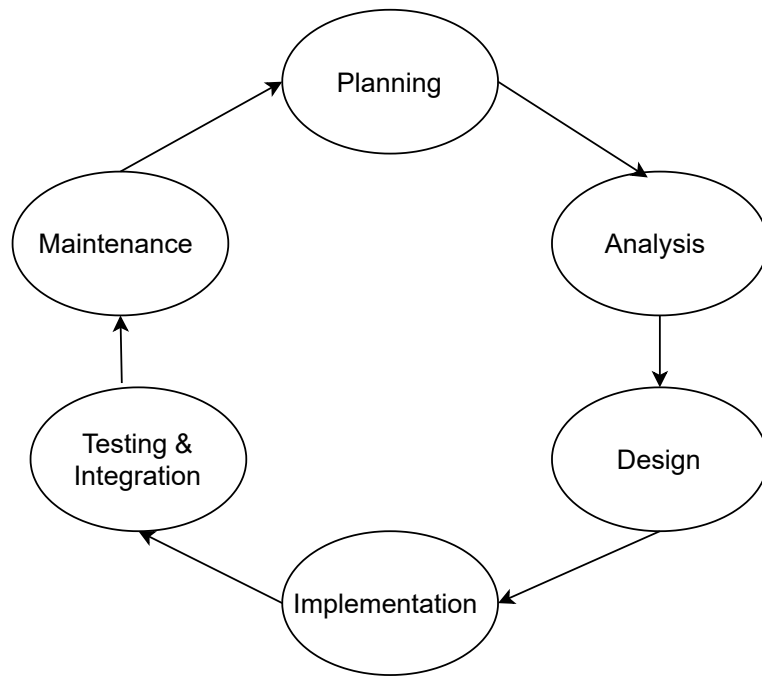 Planning
Analysis
Design
Implementation
Testing &
Integration
Maintenance